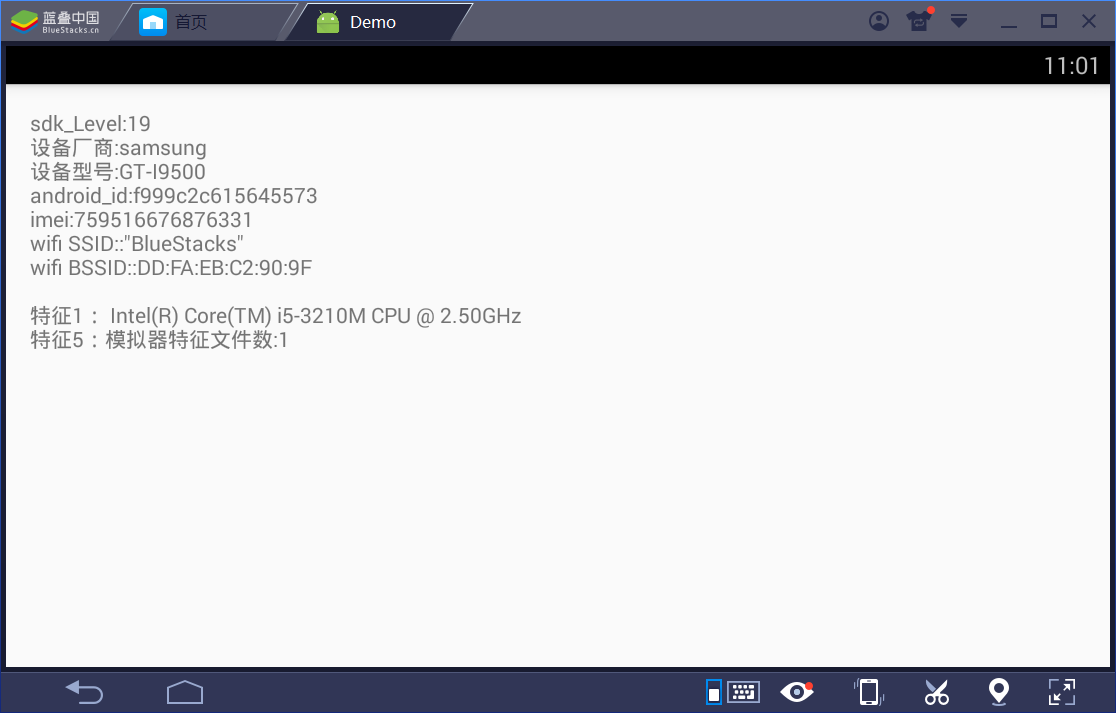 蓝叠中国
BlueStacks.cn
首页
Demo
11:01
sdk_Level:19
设备厂商:samsung
设备型号:GT-I9500
android_id:f999c2c615645573
imei:759516676876331
wifi SSID::"BlueStacks"
wifi BSSID::DD:FA:EB:C2:90:9F
特征1： Intel(R) Core(TM) i5-3210M CPU @ 2.50GHz
特征5：模拟器特征文件数:1